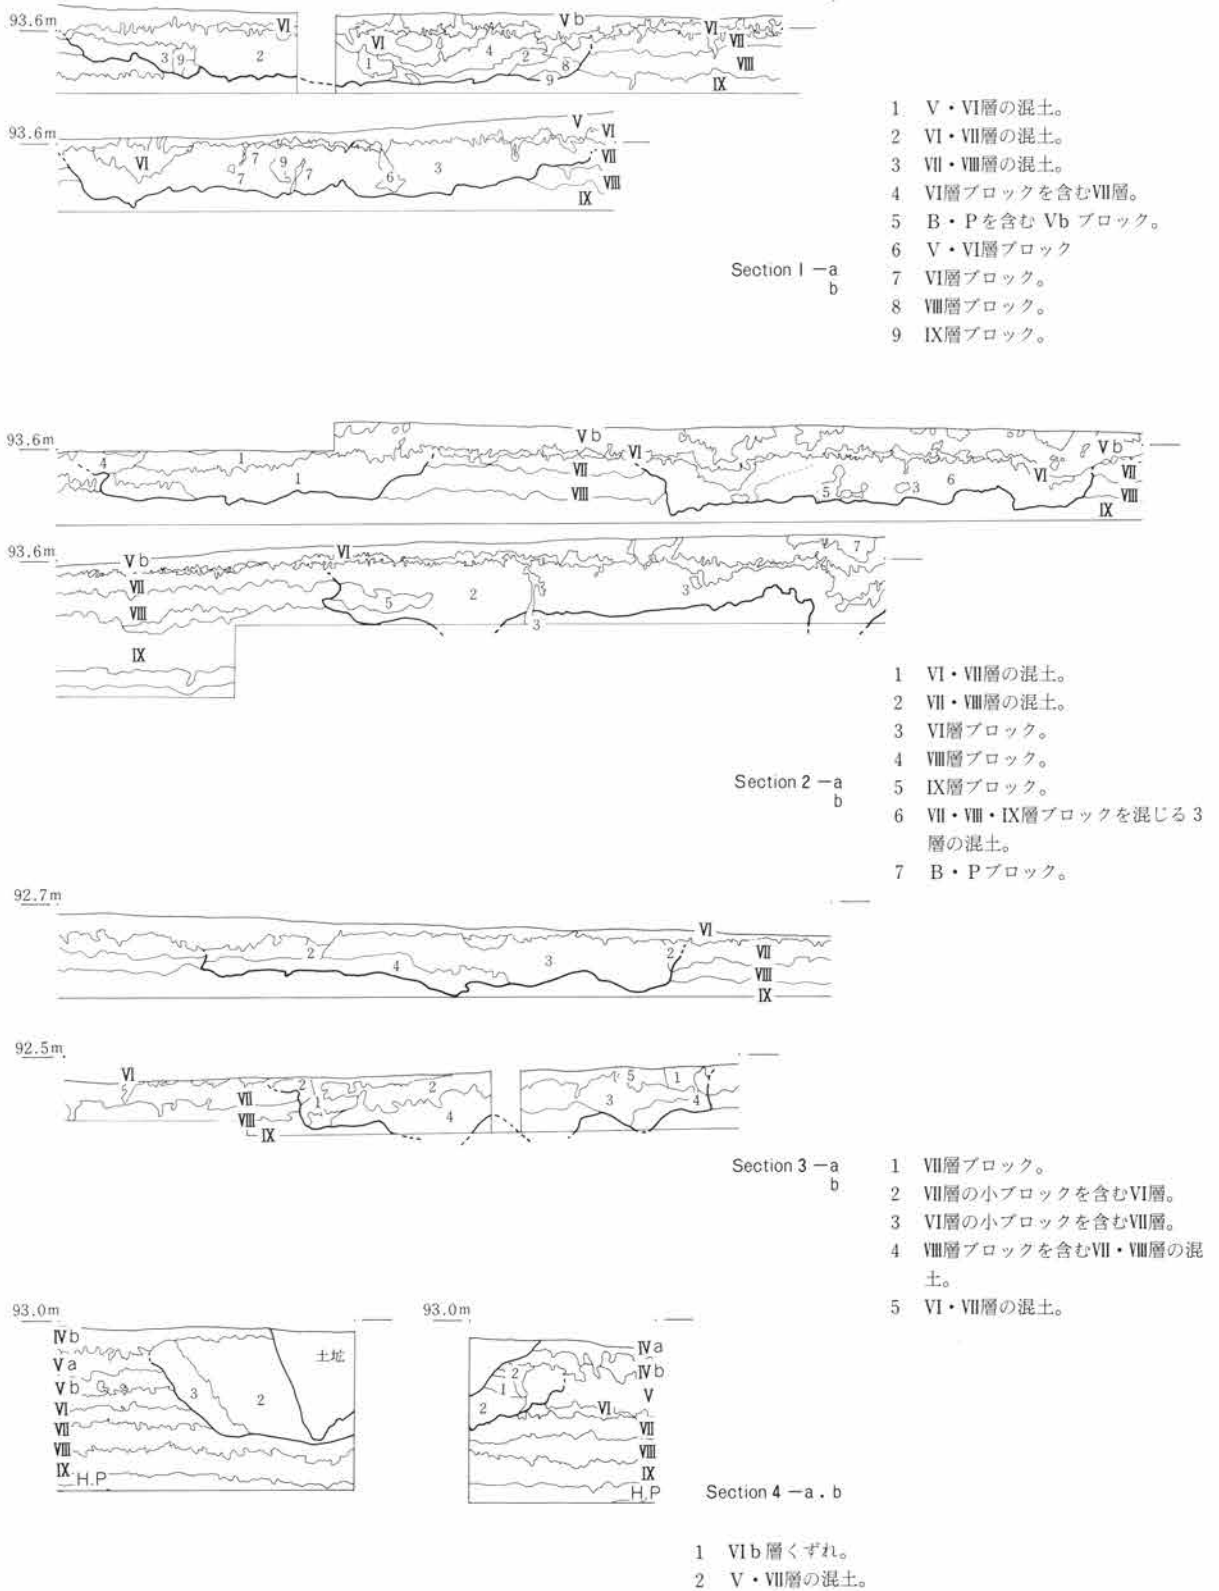 93.6m
VI
3
9
2
Vb
VI
1
4
2
8
9
VI
VII
VIII
IX
93.6m
VI
7
7
9
7
6
3
V
VI
VII
VIII
IX
Section 1 －a
b
1 V・VI層の混土。
2 VI・VII層の混土。
3 VII・VIII層の混土。
4 VI層ブロックを含むVII層。
5 B・Pを含む Vb ブロック。
6 V・VI層ブロック
7 VI層ブロック。
8 VIII層ブロック。
9 IX層ブロック。
93.6m
4
1
1
Vb
VII
VIII
VI
5
3
6
VI
Vb
VII
VIII
IX
93.6m
Vb
VII
VIII
IX
VI
5
2
3
3
7
Section 2 －a
b
1 VI・VII層の混土。
2 VII・VIII層の混土。
3 VI層ブロック。
4 VIII層ブロック。
5 IX層ブロック。
6 VII・VIII・IX層ブロックを混じる 3
層の混土。
7 B・Pブロック。
92.7m
2
4
3
2
VI
VII
VIII
IX
92.5m
VI
VII
VIII
IX
2
1
2
4
5
3
1
4
Section 3 －a
b
1 VII層ブロック。
2 VII層の小ブロックを含むVI層。
3 VI層の小ブロックを含むVII層。
4 VIII層ブロックを含むVII・VIII層の混
土。
5 VI・VII層の混土。
93.0m
IVb
Va
Vb
VI
VII
VIII
IX
H.P
3
2
土坑
93.0m
2
1
2
IVa
IVb
V
VI
VII
VIII
IX
H.P
Section 4 －a．b
1 VIb層くずれ。
2 V・VII層の混土。